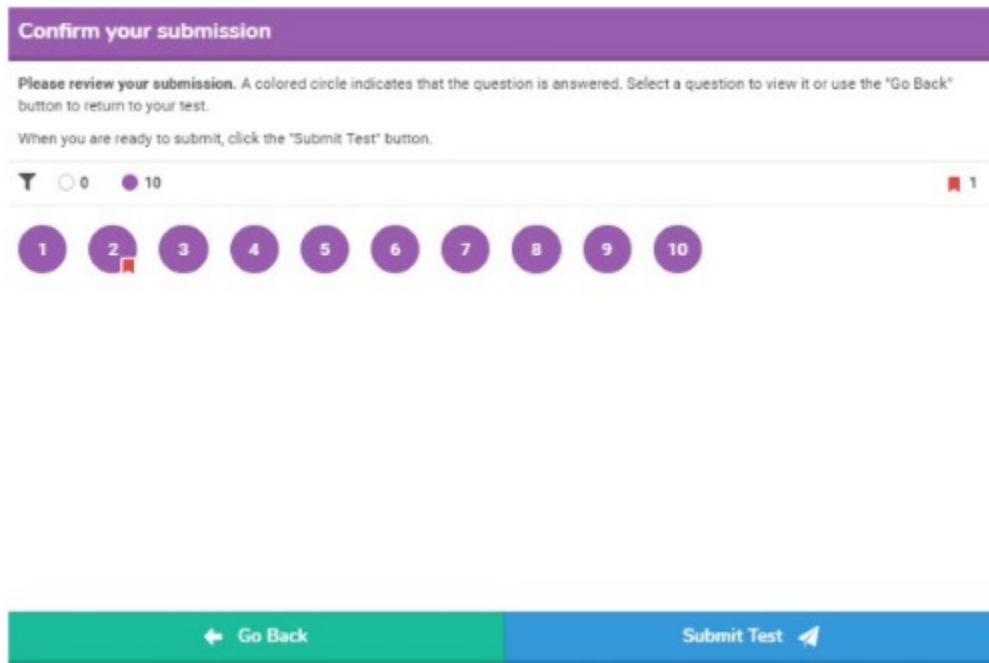 Confirm your submission
Please review your submission. A colored circle indicates that the question is answered. Select a question to view it or use the "Go Back"
button to return to your test.
When you are ready to submit, click the "Submit Test" button.
0 10 1
1 2 3 4 5 6 7 8 9 10
Go Back Submit Test